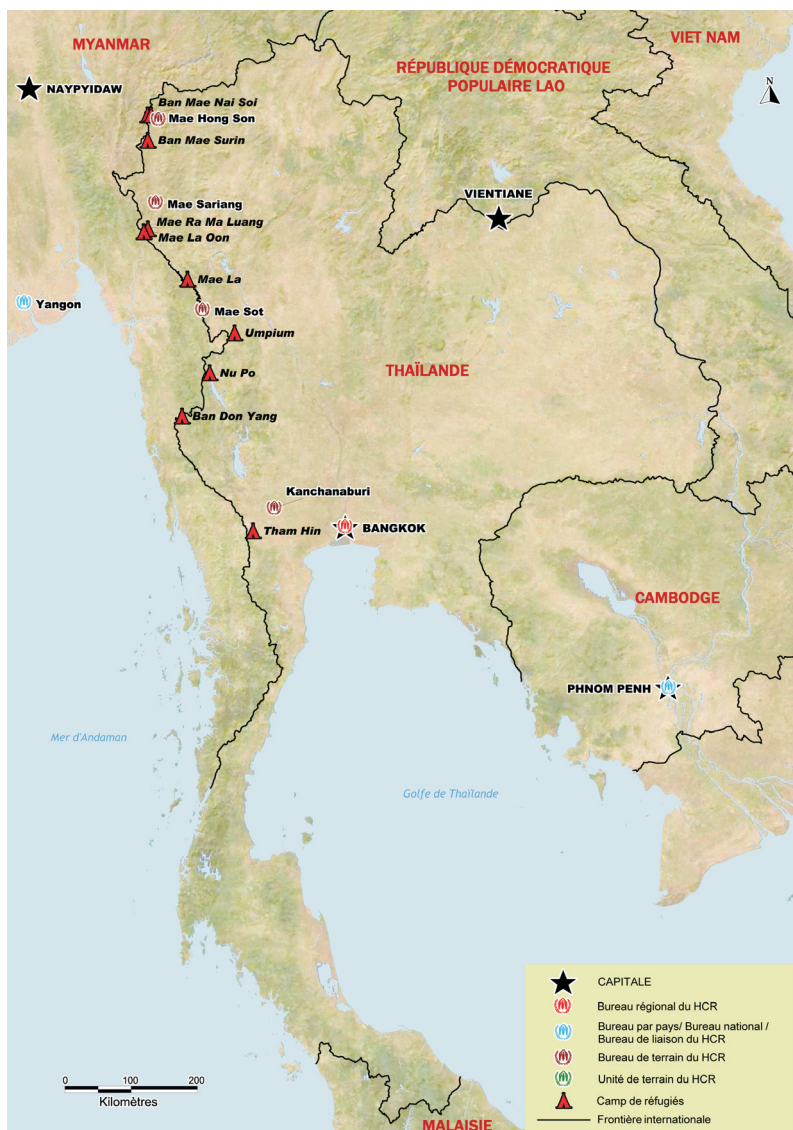 MYANMAR
VIET NAM
RÉPUBLIQUE DÉMOCRATIQUE
POPULAIRE LAO
NAYPYIDAW
N
Ban Mae Nai Soi
Mae Hong Son
Ban Mae Surin
Mae Sariang
VIENTIANE
Mae Ra Ma Luang
Mae La Oon
Mae La
Yangon
Mae Sot
Umpium
THAÏLANDE
Nu Po
Ban Don Yang
Kanchanaburi
BANGKOK
Tham Hin
CAMBODGE
PHNOM PENH
Mer d'Andaman
Golfe de Thaïlande
CAPITALE
Bureau régional du HCR
Bureau par pays/ Bureau national /
Bureau de liaison du HCR
Bureau de terrain du HCR
Unité de terrain du HCR
Camp de réfugiés
Frontière internationale
0 100 200
Kilomètres
MALAISIE